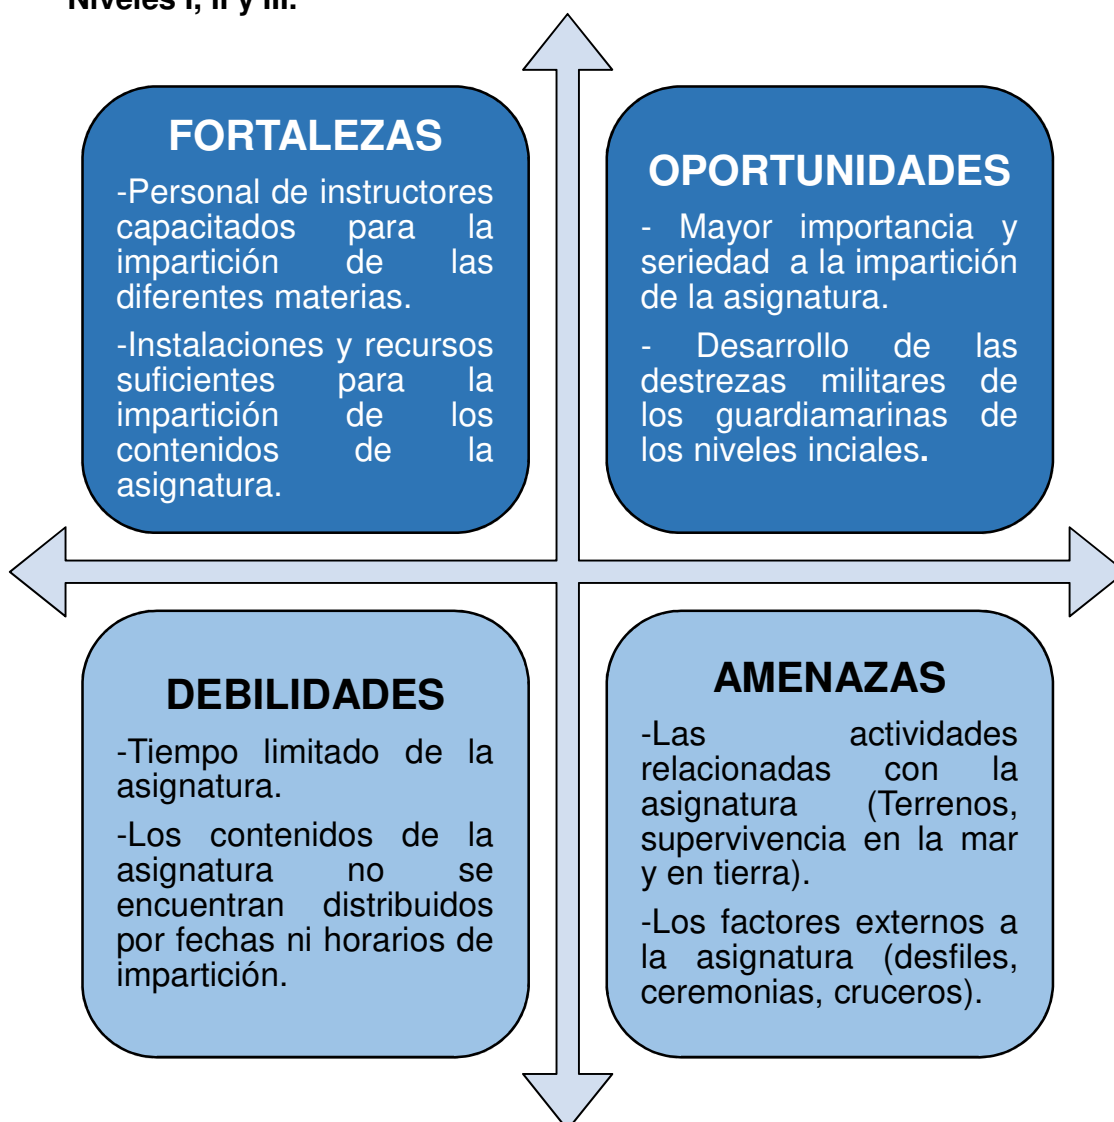 Niveles I, II y III.
FORTALEZAS
-Personal de instructores
capacitados para la
impartición de las
diferentes materias.
-Instalaciones y recursos
suficientes para la
impartición de los
contenidos de la
asignatura.
OPORTUNIDADES
- Mayor importancia y
seriedad a la impartición
de la asignatura.
- Desarrollo de las
destrezas militares de
los guardiamarinas de
los niveles inciales.
DEBILIDADES
-Tiempo limitado de la
asignatura.
-Los contenidos de la
asignatura no se
encuentran distribuidos
por fechas ni horarios de
impartición.
AMENAZAS
-Las actividades
relacionadas con la
asignatura (Terrenos,
supervivencia en la mar
y en tierra).
-Los factores externos a
la asignatura (desfiles,
ceremonias, cruceros).